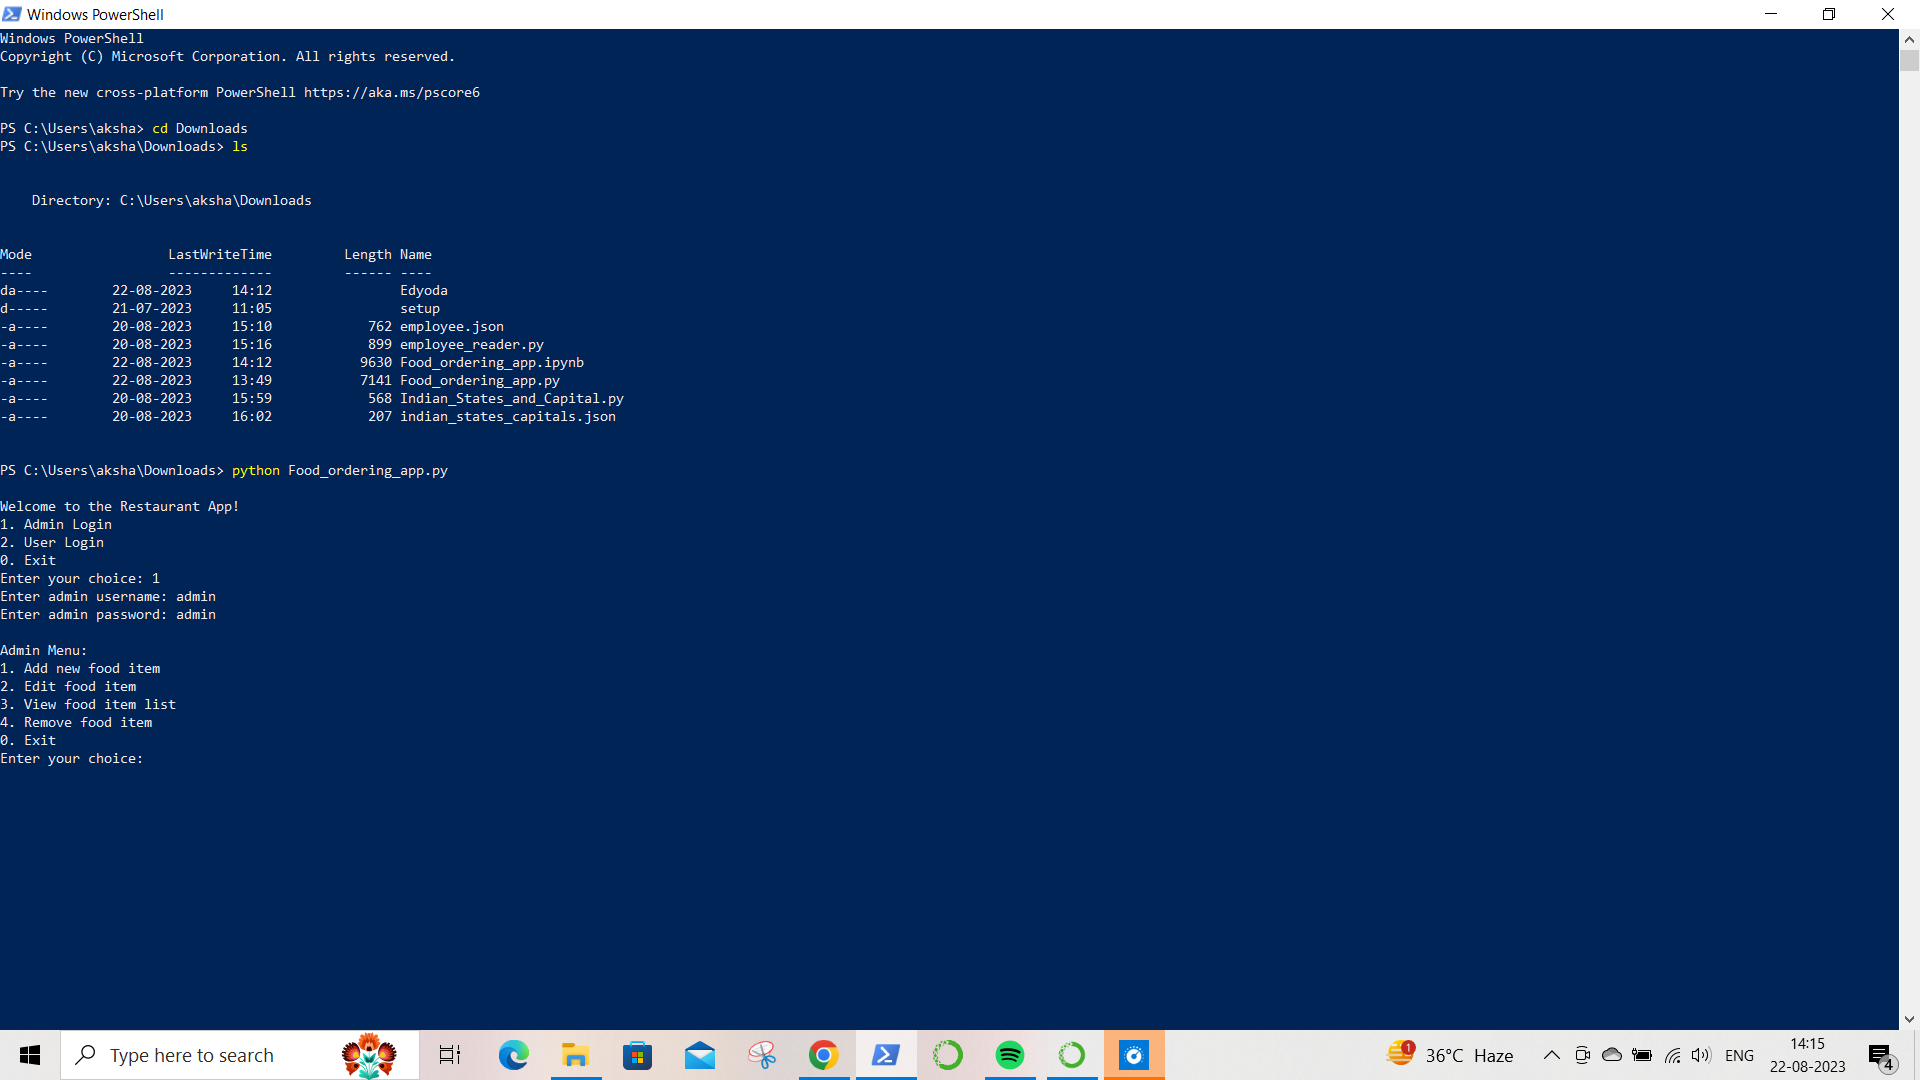 Windows PowerShell
Windows PowerShell
Copyright (C) Microsoft Corporation. All rights reserved.
Try the new cross-platform PowerShell https://aka.ms/pscore6
PS C:\Users\aksha> cd Downloads
PS C:\Users\aksha\Downloads> ls
    Directory: C:\Users\aksha\Downloads
Mode                 LastWriteTime         Length Name
----                 -------------         ------ ----
da----        22-08-2023     14:12                Edyoda
d-----        21-07-2023     11:05                setup
-a----        20-08-2023     15:10            762 employee.json
-a----        20-08-2023     15:16            899 employee_reader.py
-a----        22-08-2023     14:12           9630 Food_ordering_app.ipynb
-a----        22-08-2023     13:49           7141 Food_ordering_app.py
-a----        20-08-2023     15:59            568 Indian_States_and_Capital.py
-a----        20-08-2023     16:02            207 indian_states_capitals.json
PS C:\Users\aksha\Downloads> python Food_ordering_app.py
Welcome to the Restaurant App!
1. Admin Login
2. User Login
0. Exit
Enter your choice: 1
Enter admin username: admin
Enter admin password: admin
Admin Menu:
1. Add new food item
2. Edit food item
3. View food item list
4. Remove food item
0. Exit
Enter your choice:
Type here to search
1
36°C Haze
ENG
14:15
22-08-2023
4